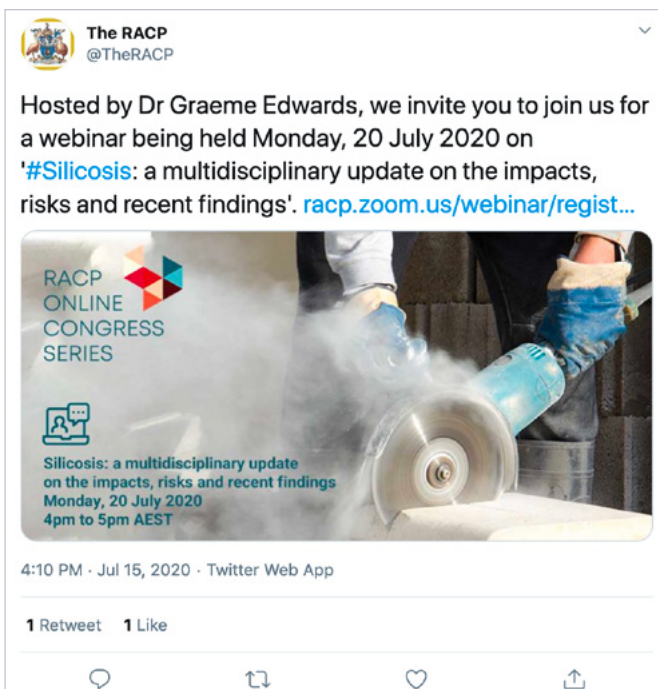 The RACP
@TheRACP
Hosted by Dr Graeme Edwards, we invite you to join us for
a webinar being held Monday, 20 July 2020 on
'#Silicosis: a multidisciplinary update on the impacts,
risks and recent findings'. racp.zoom.us/webinar/regist...
RACP
ONLINE
CONGRESS
SERIES
Silicosis: a multidisciplinary update
on the impacts, risks and recent findings
Monday, 20 July 2020
4pm to 5pm AEST
4:10 PM · Jul 15, 2020 · Twitter Web App
1 Retweet 1 Like